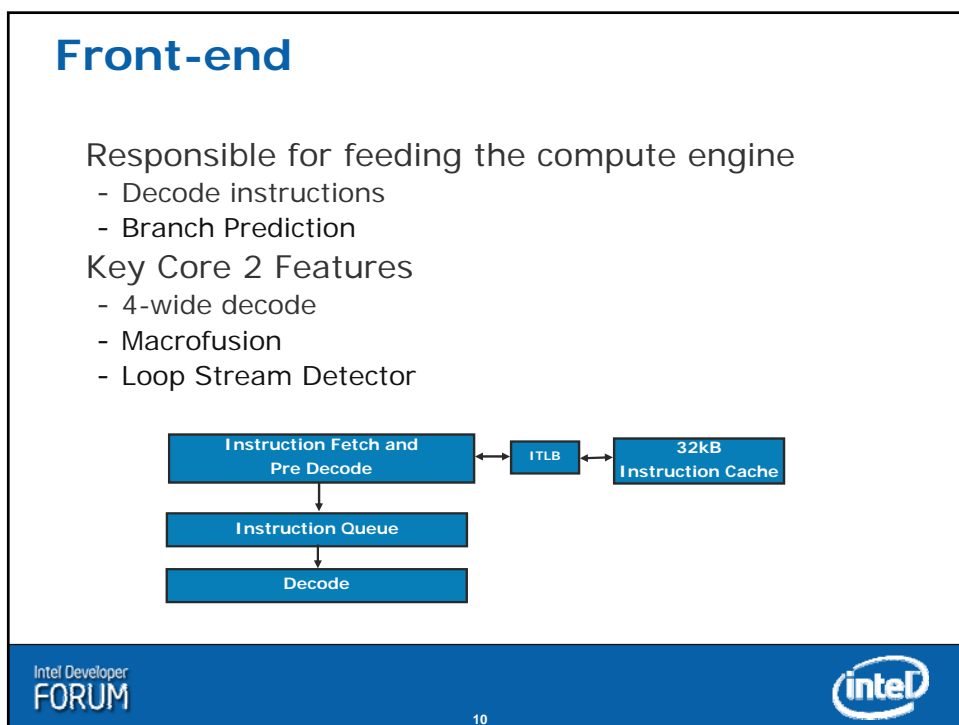 Front-end
Responsible for feeding the compute engine
- Decode instructions
- Branch Prediction
Key Core 2 Features
- 4-wide decode
- Macrofusion
- Loop Stream Detector
Instruction Fetch and
Pre Decode
ITLB
32kB
Instruction Cache
Instruction Queue
Decode
Intel Developer
FORUM
10
intel